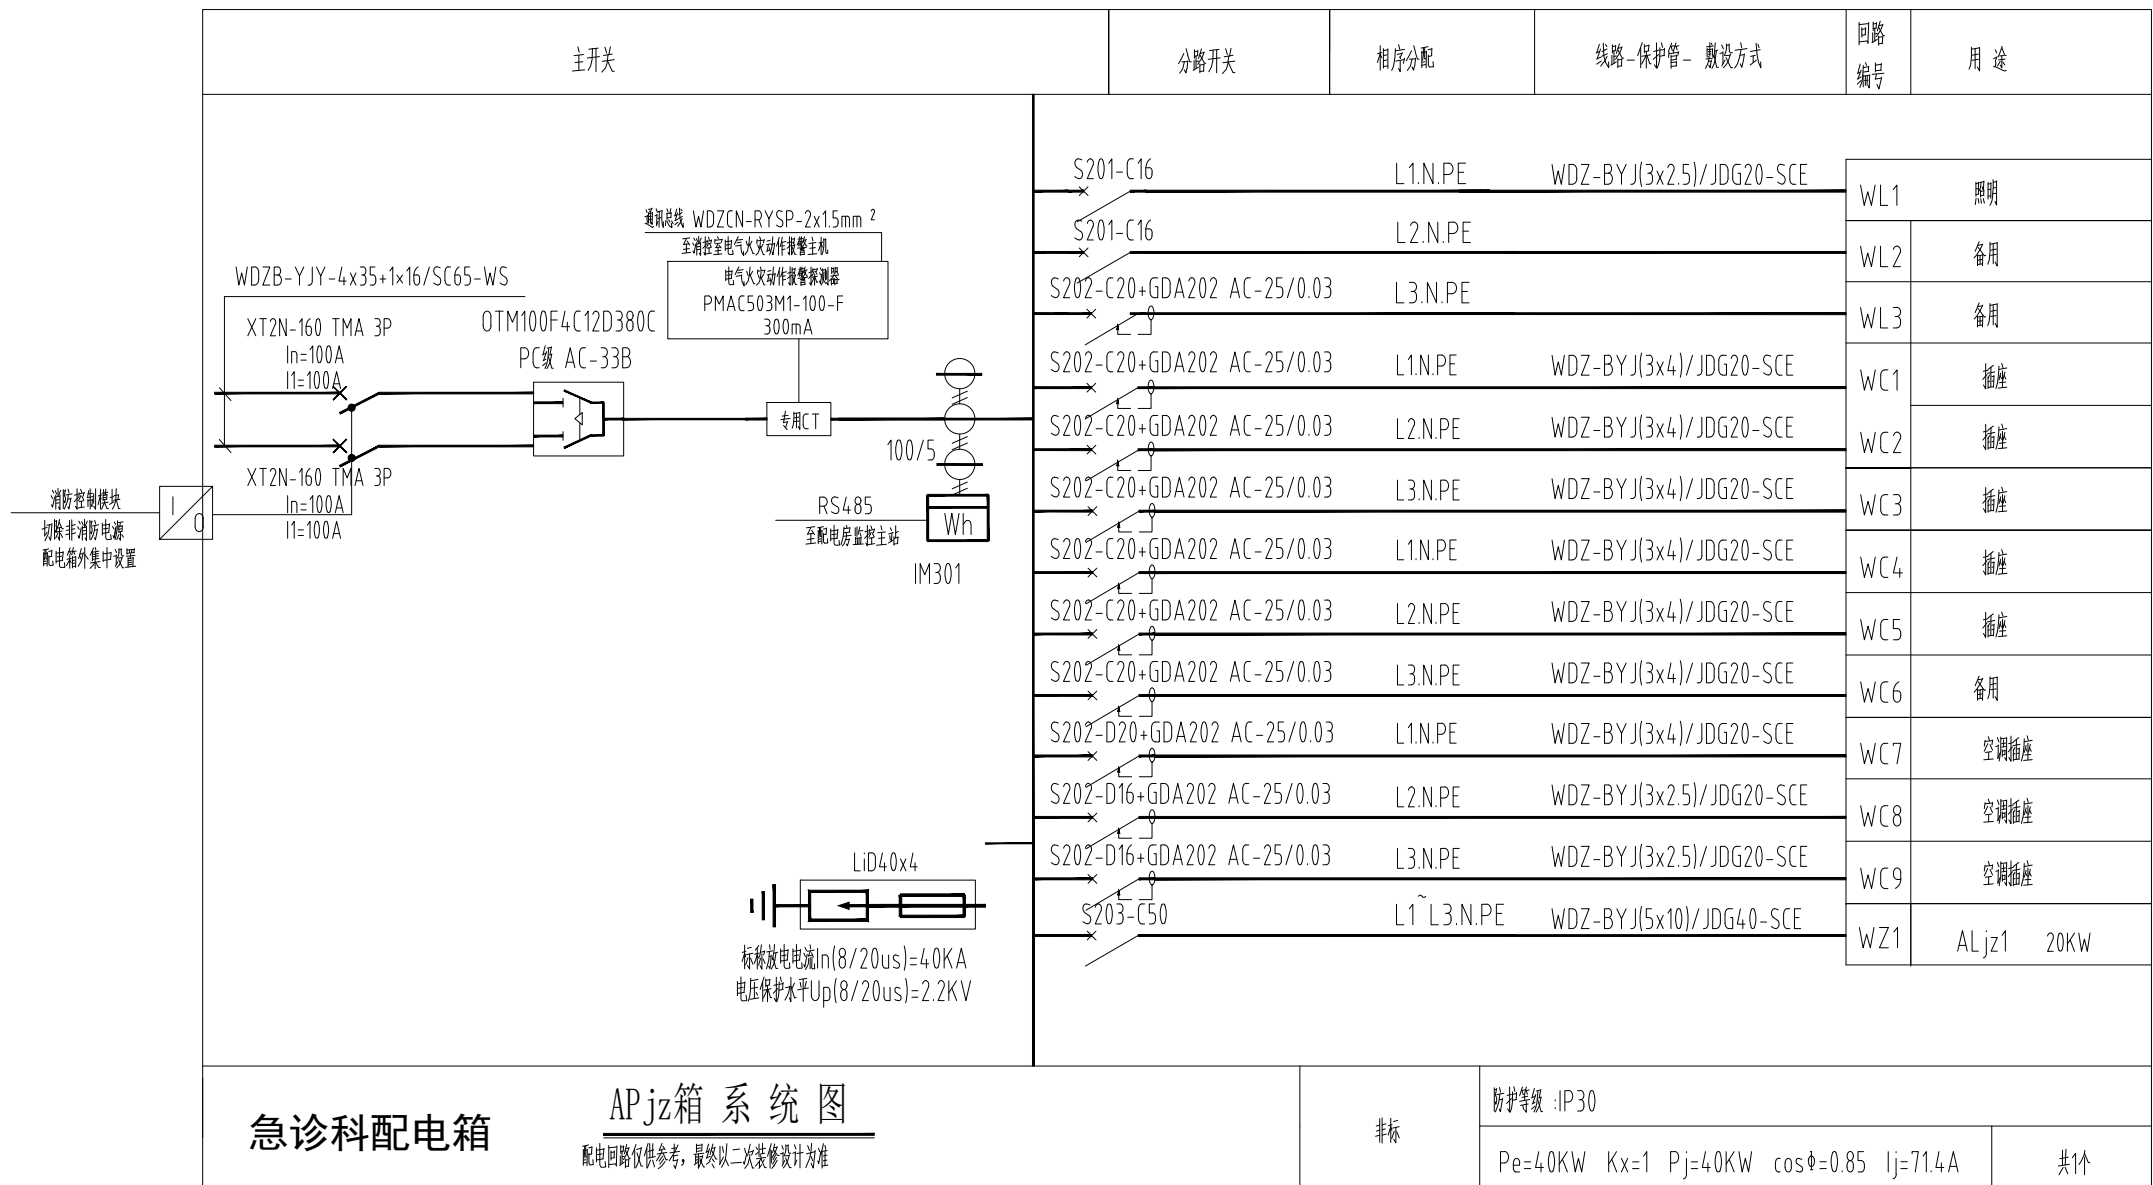 主开关
分路开关
相序分配
线路-保护管- 敷设方式
回路
编号
用 途
S201-C16 L1.N.PE WDZ-BYJ(3x2.5)/JDG20-SCE WL1 照明
S201-C16 L2.N.PE WL2 备用
S202-C20+GDA202 AC-25/0.03 L3.N.PE WL3 备用
S202-C20+GDA202 AC-25/0.03 L1.N.PE WDZ-BYJ(3x4)/JDG20-SCE WC1 插座
S202-C20+GDA202 AC-25/0.03 L2.N.PE WDZ-BYJ(3x4)/JDG20-SCE WC2 插座
S202-C20+GDA202 AC-25/0.03 L3.N.PE WDZ-BYJ(3x4)/JDG20-SCE WC3 插座
S202-C20+GDA202 AC-25/0.03 L1.N.PE WDZ-BYJ(3x4)/JDG20-SCE WC4 插座
S202-C20+GDA202 AC-25/0.03 L2.N.PE WDZ-BYJ(3x4)/JDG20-SCE WC5 插座
S202-C20+GDA202 AC-25/0.03 L3.N.PE WDZ-BYJ(3x4)/JDG20-SCE WC6 备用
S202-D20+GDA202 AC-25/0.03 L1.N.PE WDZ-BYJ(3x4)/JDG20-SCE WC7 空调插座
S202-D16+GDA202 AC-25/0.03 L2.N.PE WDZ-BYJ(3x2.5)/JDG20-SCE WC8 空调插座
S202-D16+GDA202 AC-25/0.03 L3.N.PE WDZ-BYJ(3x2.5)/JDG20-SCE WC9 空调插座
S203-C50 L1~L3.N.PE WDZ-BYJ(5x10)/JDG40-SCE WZ1 ALjz1 20KW
通讯总线 WDZCN-RYSP-2x1.5mm²
至消控室电气火灾动作报警主机
电气火灾动作报警探测器
PMAC503M1-100-F
300mA
WDZB-YJY-4x35+1x16/SC65-WS
XT2N-160 TMA 3P
In=100A
I1=100A
OTM100F4C12D380C
PC级 AC-33B
专用CT
100/5
XT2N-160 TMA 3P
In=100A
I1=100A
消防控制模块
切除非消防电源
配电箱外集中设置
I
O
RS485
至配电房监控主站
Wh
IM301
LiD40x4
标称放电电流In(8/20us)=40KA
电压保护水平Up(8/20us)=2.2KV
急诊科配电箱
APjz箱 系 统 图
配电回路仅供参考，最终以二次装修设计为准
非标
防护等级 :IP30
Pe=40KW Kx=1 Pj=40KW cosΦ=0.85 Ij=71.4A
共1个